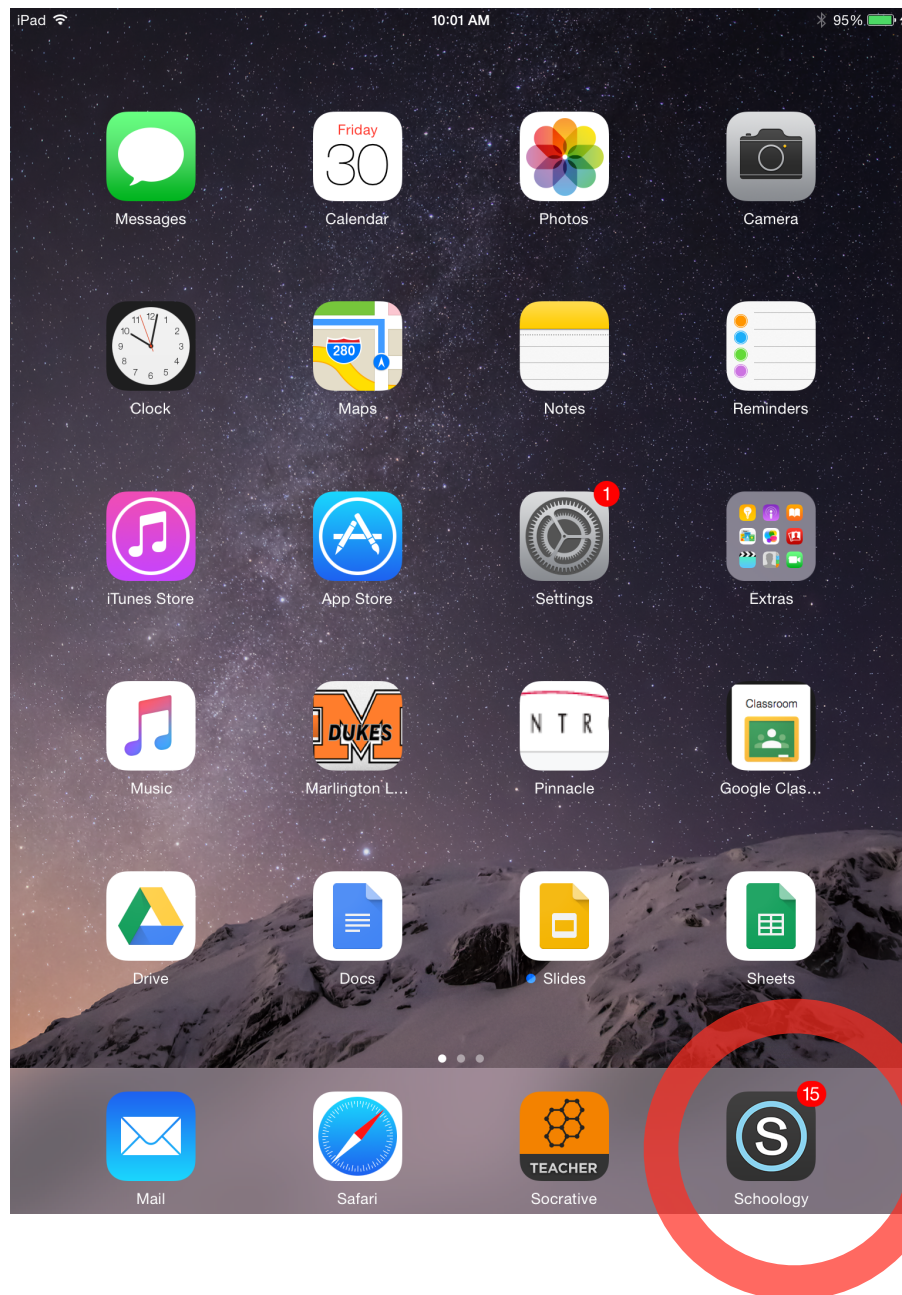 iPad 10:01 AM 95%
Friday
30
Messages Calendar Photos Camera
11 12 1
10 2
9 3
8 4
7 6 5
280
Clock Maps Notes Reminders
1
iTunes Store App Store Settings Extras
DUKES M
N T R
Classroom
Marlington L...
Music Pinnacle Google Clas...
Drive Docs Slides Sheets
15
S
TEACHER
Mail Safari Socrative Schoology